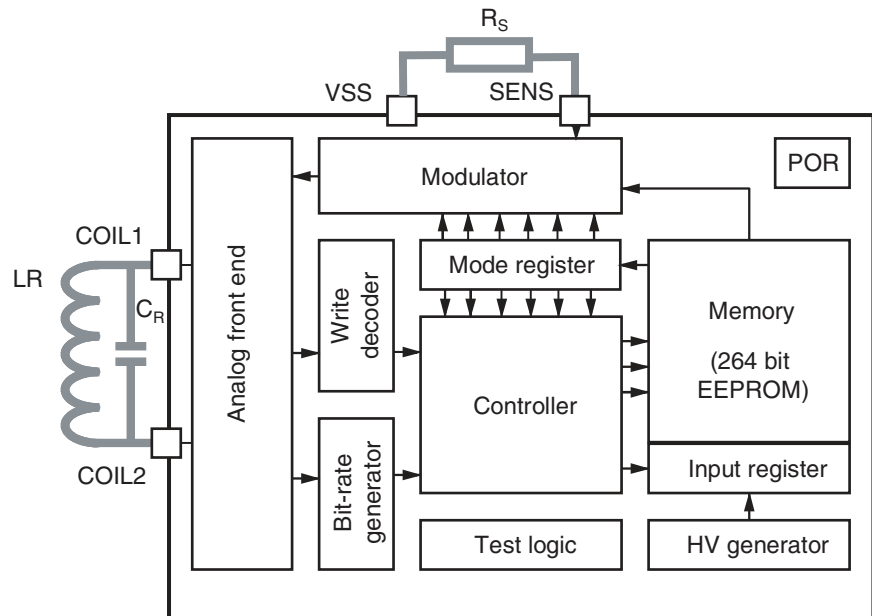 R_S
VSS
SENS
Modulator
POR
COIL1
LR
C_R
Analog front end
Write
decoder
Mode register
Memory
(264 bit
EEPROM)
Controller
COIL2
Bit-rate
generator
Input register
Test logic
HV generator